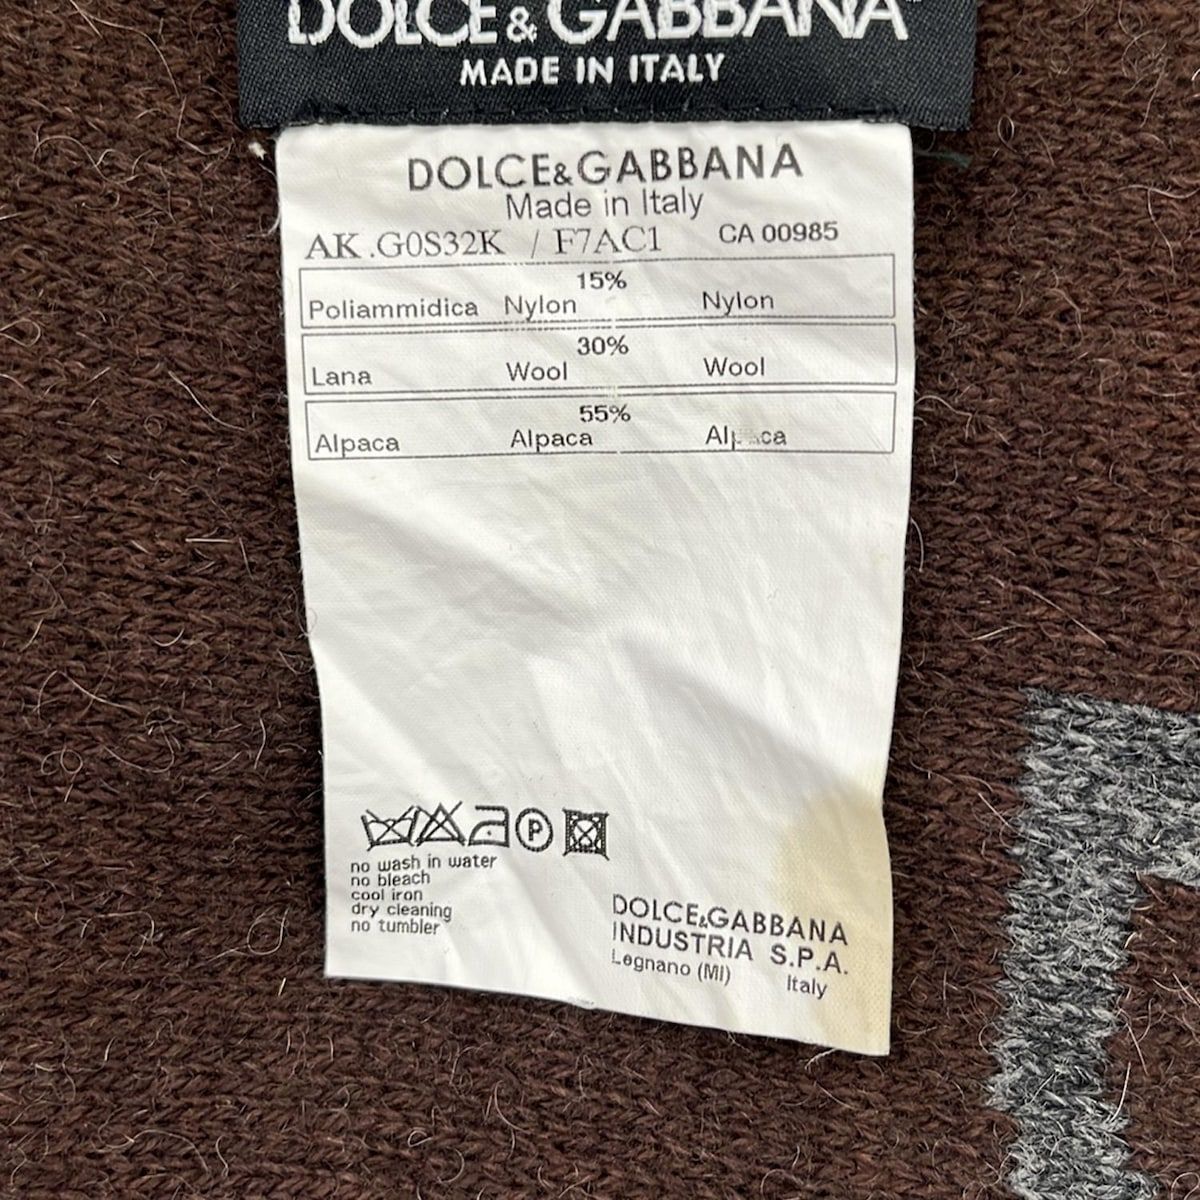 DOLCE & GABBANA
MADE IN ITALY
DOLCE&GABBANA
Made in Italy
AK.G0S32K / F7AC1 CA 00985
15%
Poliammidica Nylon Nylon
30%
Lana Wool Wool
55%
Alpaca Alpaca Alpaca
P
no wash in water
no bleach
cool iron
dry cleaning
no tumbler
DOLCE&GABBANA
INDUSTRIA S.P.A.
Legnano (MI) Italy